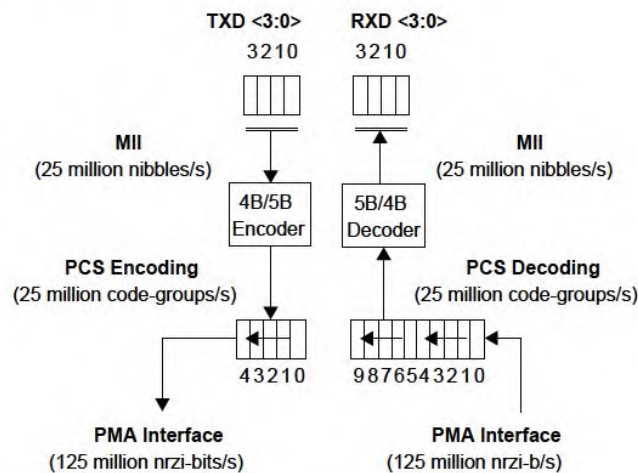 TXD <3:0> RXD <3:0>
3210 3210
MII MII
(25 million nibbles/s) (25 million nibbles/s)
4B/5B 5B/4B
Encoder Decoder
PCS Encoding PCS Decoding
(25 million code-groups/s) (25 million code-groups/s)
43210 9876543210
PMA Interface PMA Interface
(125 million nrzi-bits/s) (125 million nrzi-b/s)